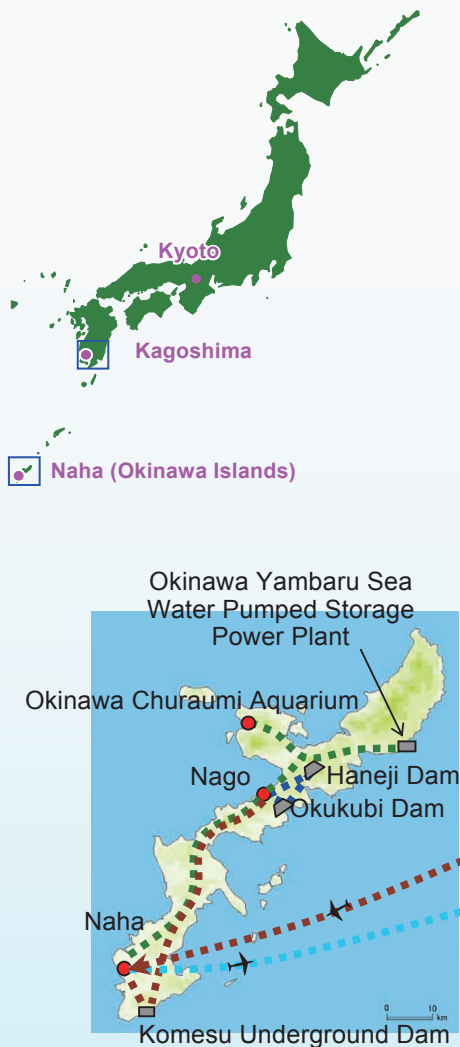 Kyoto
Kagoshima
Naha (Okinawa Islands)
Okinawa Yambaru Sea
Water Pumped Storage
Power Plant
Okinawa Churaumi Aquarium
Haneji Dam
Nago
Okukubi Dam
Naha
0 10
km
Komesu Underground Dam